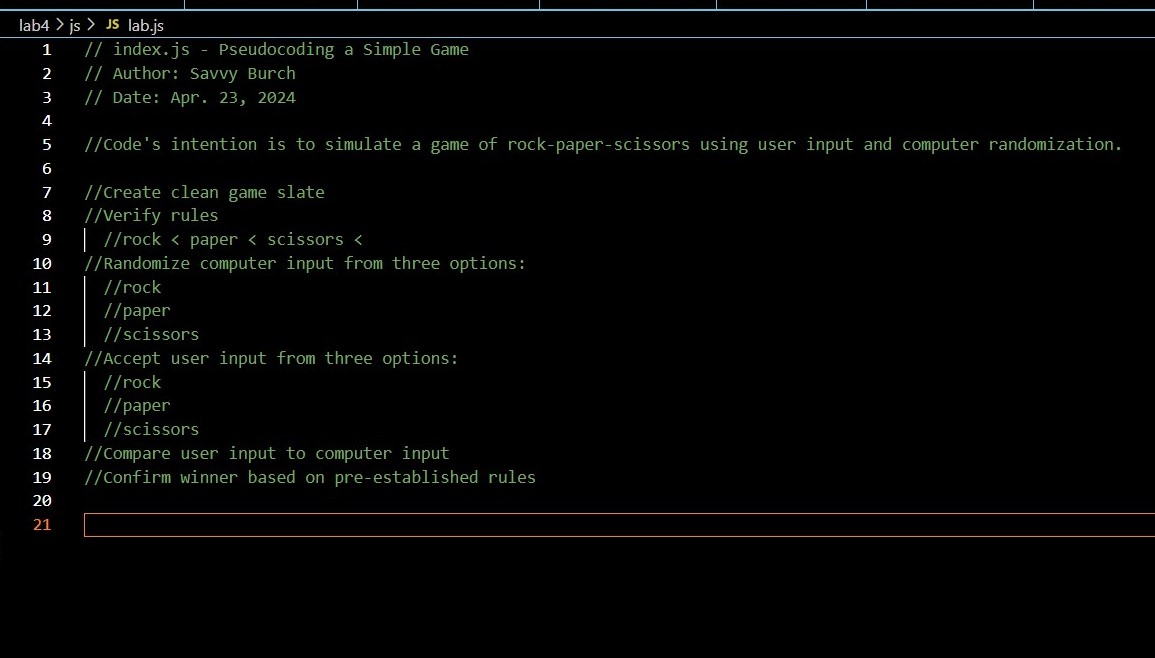 lab4 > js > JS lab.js
1 // index.js - Pseudocoding a Simple Game
2 // Author: Savvy Burch
3 // Date: Apr. 23, 2024
4
5 //Code's intention is to simulate a game of rock-paper-scissors using user input and computer randomization.
6
7 //Create clean game slate
8 //Verify rules
9 //rock < paper < scissors <
10 //Randomize computer input from three options:
11 //rock
12 //paper
13 //scissors
14 //Accept user input from three options:
15 //rock
16 //paper
17 //scissors
18 //Compare user input to computer input
19 //Confirm winner based on pre-established rules
20
21